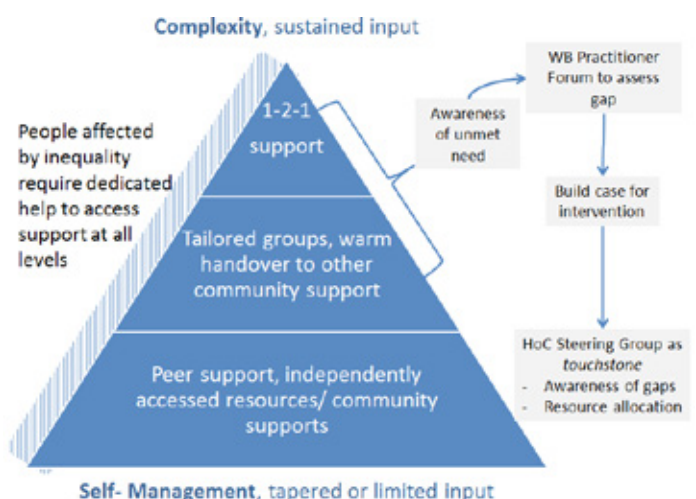 Complexity, sustained input
1-2-1
support
People affected
by inequality
require dedicated
help to access
support at all
levels
Tailored groups, warm
handover to other
community support
Peer support, independently
accessed resources/ community
supports
Self- Management, tapered or limited input
Awareness
of unmet
need
WB Practitioner
Forum to assess
gap
Build case for
intervention
HoC Steering Group as
touchstone
- Awareness of gaps
- Resource allocation